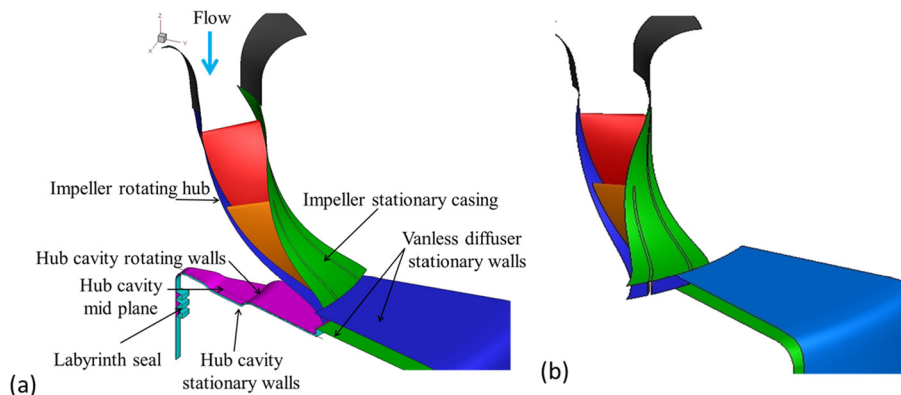 Z
Y
X
Flow
Impeller rotating hub
Impeller stationary casing
Vanless diffuser
stationary walls
Hub cavity rotating walls
Hub cavity
mid plane
Labyrinth seal
Hub cavity
stationary walls
(a)
(b)